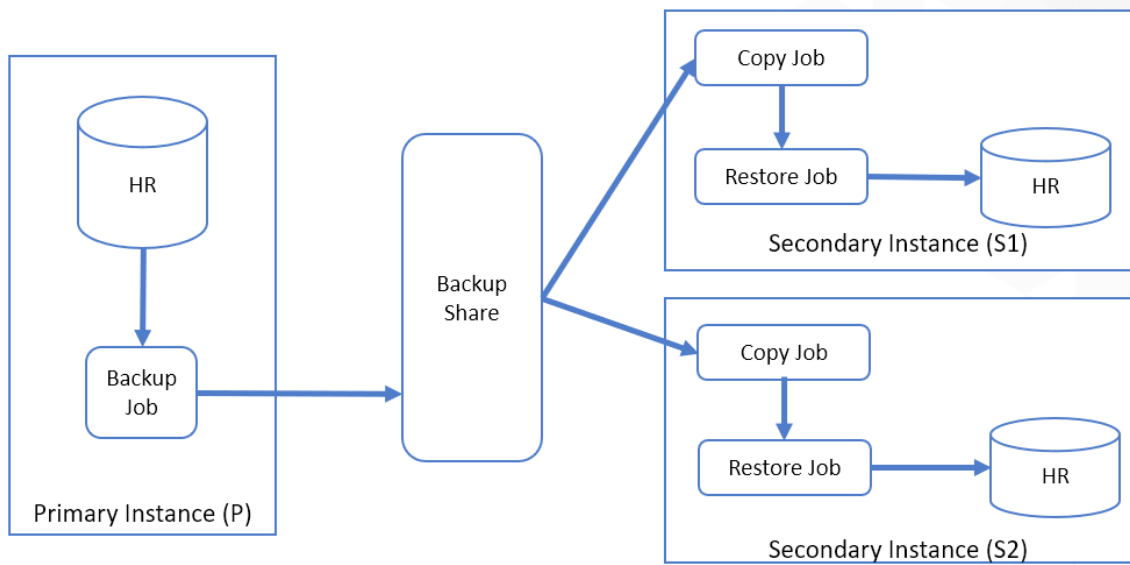 HR
Backup
Job
Primary Instance (P)
Backup
Share
Copy Job
Restore Job
HR
Secondary Instance (S1)
Copy Job
Restore Job
HR
Secondary Instance (S2)